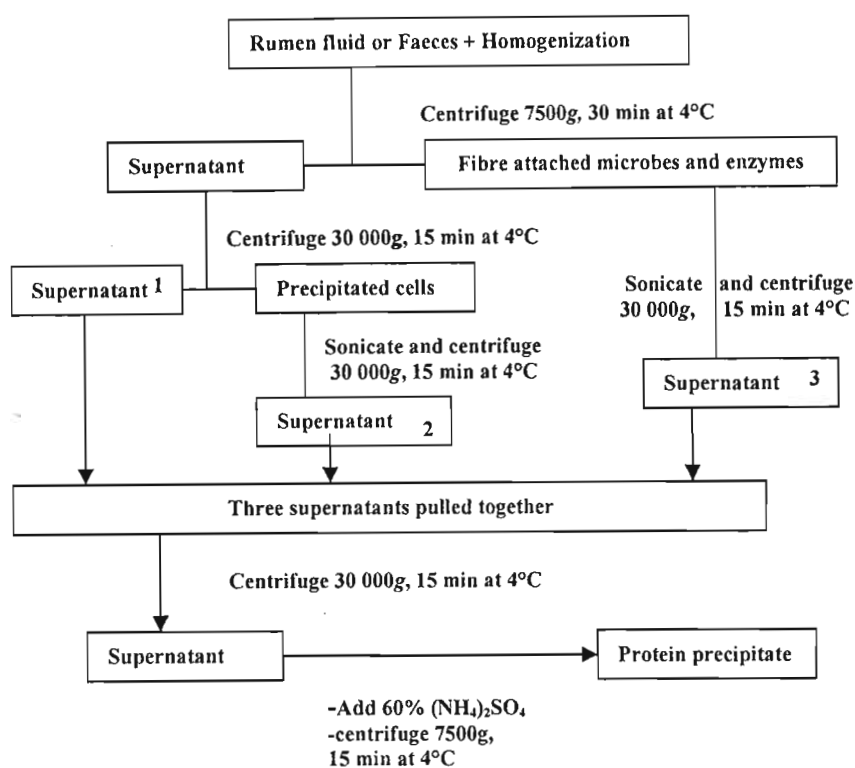 Rumen fluid or Faeces + Homogenization
Centrifuge 7500g, 30 min at 4°C
Supernatant
Fibre attached microbes and enzymes
Centrifuge 30 000g, 15 min at 4°C
Supernatant 1
Precipitated cells
Sonicate and centrifuge
30 000g, 15 min at 4°C
Sonicate and centrifuge
30 000g, 15 min at 4°C
Supernatant 2
Supernatant 3
Three supernatants pulled together
Centrifuge 30 000g, 15 min at 4°C
Supernatant
Protein precipitate
-Add 60% (NH₄)₂SO₄
-centrifuge 7500g,
15 min at 4°C